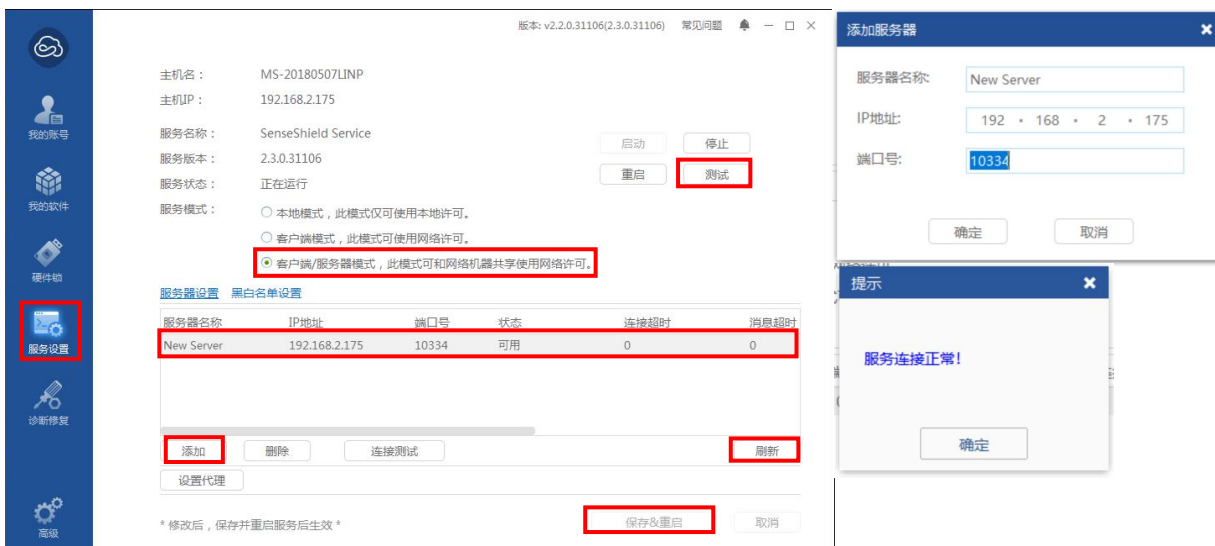 版本: v2.2.0.31106(2.3.0.31106) 常见问题
我的账号
我的软件
硬件锁
服务设置
诊断修复
高级
主机名： MS-20180507LINP
主机IP： 192.168.2.175
服务名称： SenseShield Service
启动 停止
服务版本： 2.3.0.31106
重启 测试
服务状态： 正在运行
服务模式： 本地模式，此模式仅可使用本地许可。
客户端模式，此模式可使用网络许可。
客户端/服务器模式，此模式可和网络机器共享使用网络许可。
服务器设置 黑白名单设置
服务器名称 IP地址 端口号 状态 连接超时 消息超时
New Server 192.168.2.175 10334 可用 0 0
添加 删除 连接测试 刷新
设置代理
* 修改后，保存并重启服务后生效 * 保存&重启 取消
添加服务器
服务器名称: New Server
IP地址: 192 · 168 · 2 · 175
端口号: 10334
确定 取消
提示
服务连接正常!
确定